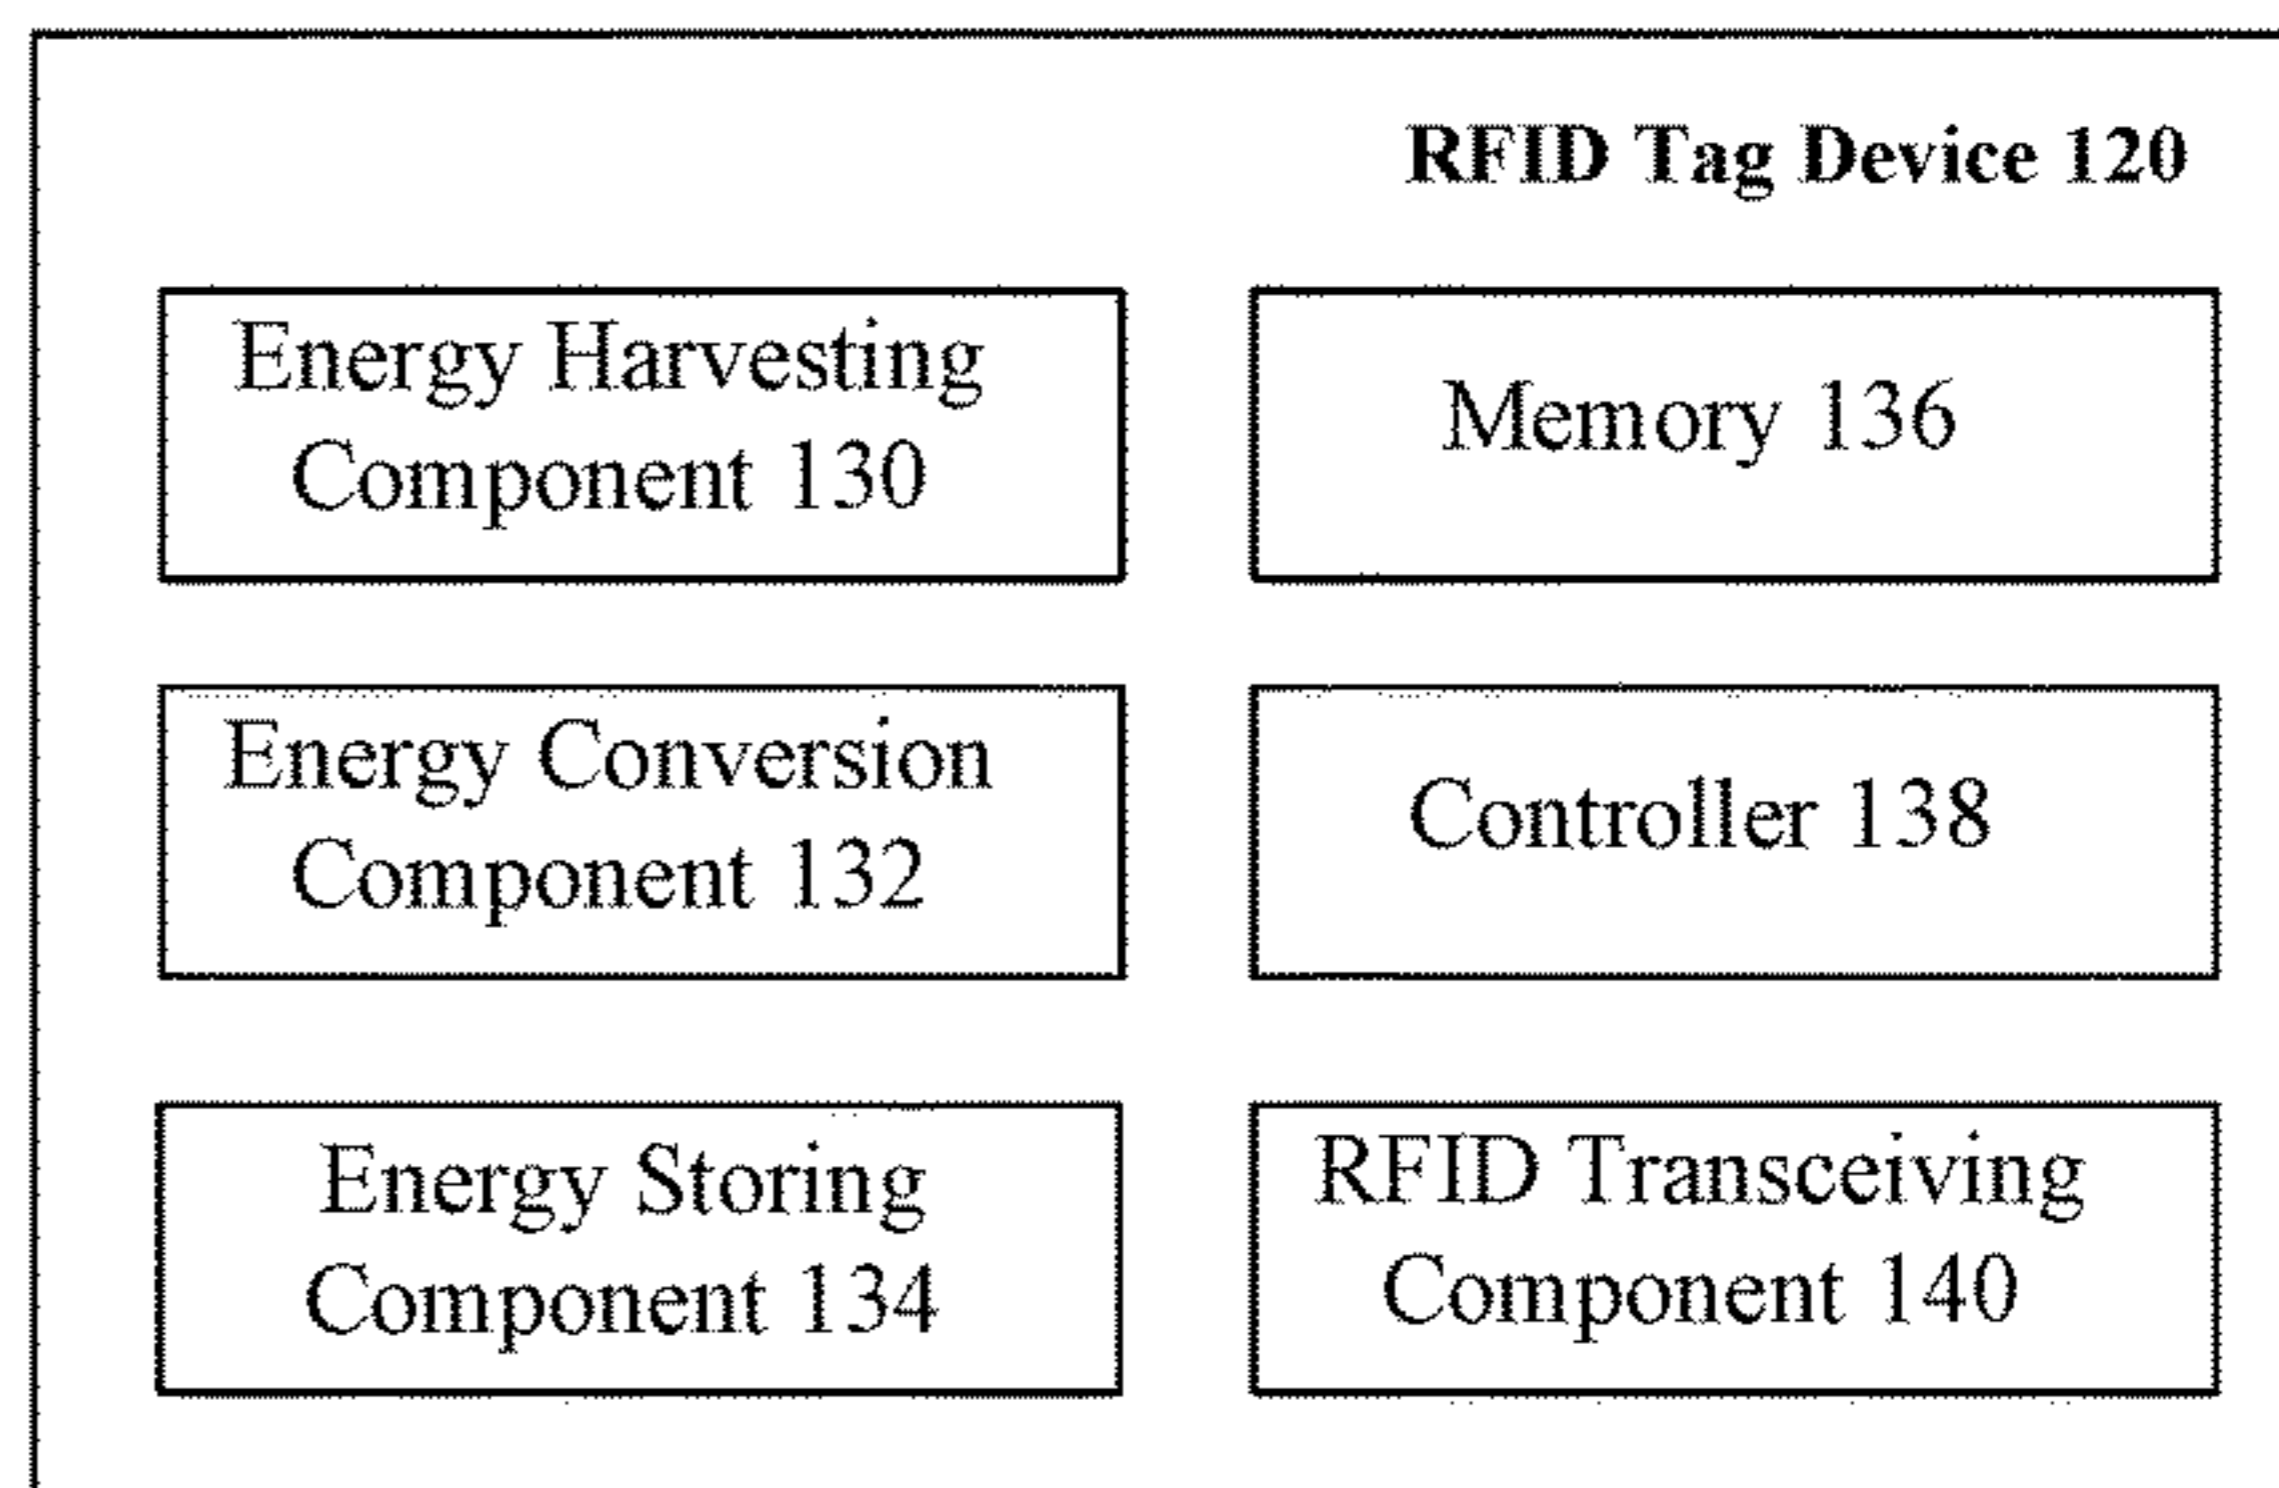 RFID Tag Device 120
Energy Harvesting
Component 130
Memory 136
Energy Conversion
Component 132
Controller 138
Energy Storing
Component 134
RFID Transceiving
Component 140